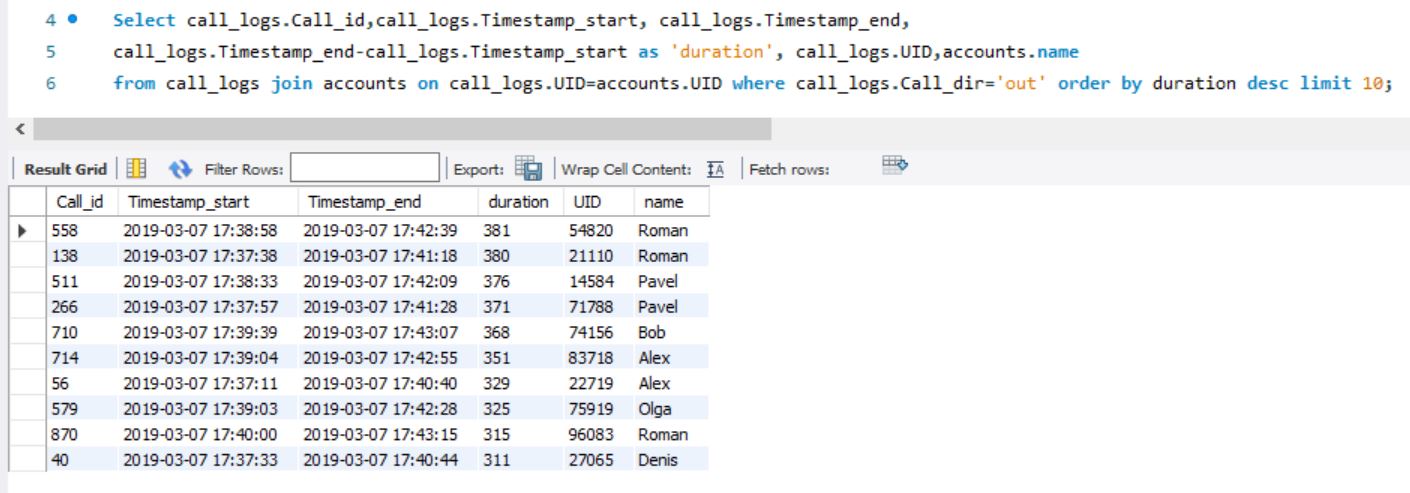 4 Select call_logs.Call_id,call_logs.Timestamp_start, call_logs.Timestamp_end,
5 call_logs.Timestamp_end-call_logs.Timestamp_start as 'duration', call_logs.UID,accounts.name
6 from call_logs join accounts on call_logs.UID=accounts.UID where call_logs.Call_dir='out' order by duration desc limit 10;
Result Grid Filter Rows: Export: Wrap Cell Content: Fetch rows:
Call_id Timestamp_start Timestamp_end duration UID name
558 2019-03-07 17:38:58 2019-03-07 17:42:39 381 54820 Roman
138 2019-03-07 17:37:38 2019-03-07 17:41:18 380 21110 Roman
511 2019-03-07 17:38:33 2019-03-07 17:42:09 376 14584 Pavel
266 2019-03-07 17:37:57 2019-03-07 17:41:28 371 71788 Pavel
710 2019-03-07 17:39:39 2019-03-07 17:43:07 368 74156 Bob
714 2019-03-07 17:39:04 2019-03-07 17:42:55 351 83718 Alex
56 2019-03-07 17:37:11 2019-03-07 17:40:40 329 22719 Alex
579 2019-03-07 17:39:03 2019-03-07 17:42:28 325 75919 Olga
870 2019-03-07 17:40:00 2019-03-07 17:43:15 315 96083 Roman
40 2019-03-07 17:37:33 2019-03-07 17:40:44 311 27065 Denis